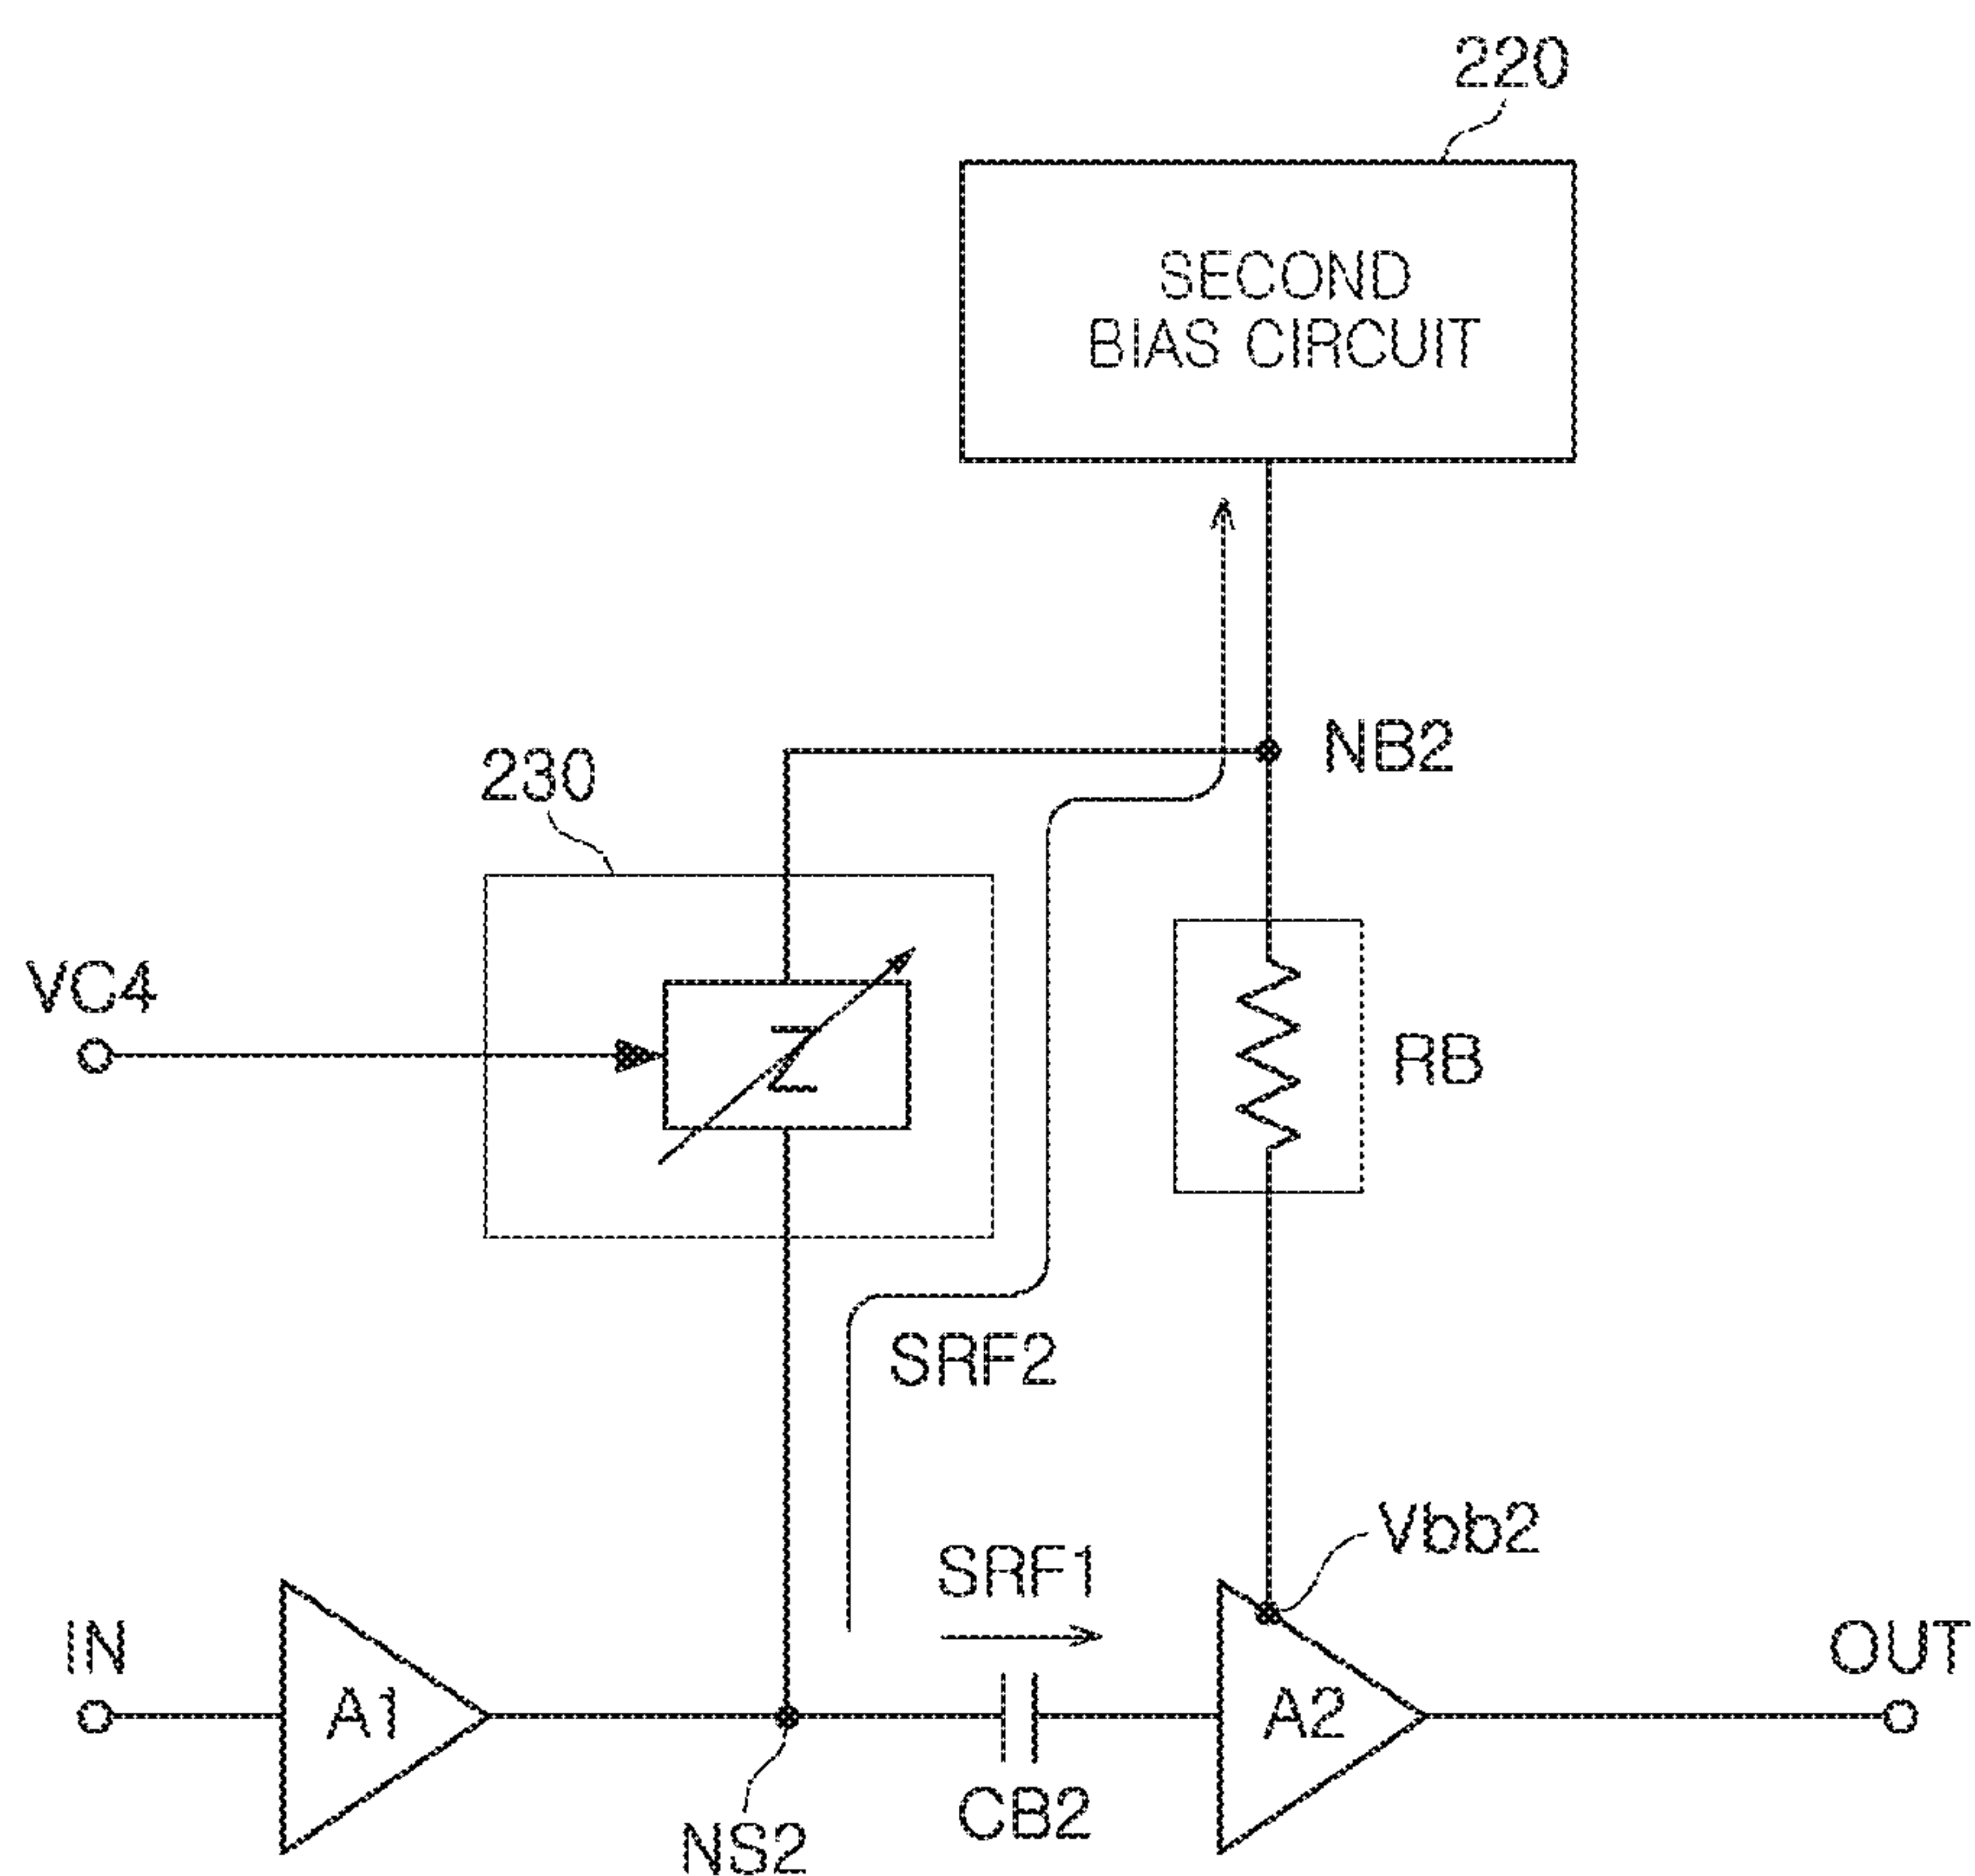 220
SECOND
BIAS CIRCUIT
NB2
230
VC4
Z
RB
SRF2
Vbb2
SRF1
IN
A1
A2
OUT
CB2
NS2